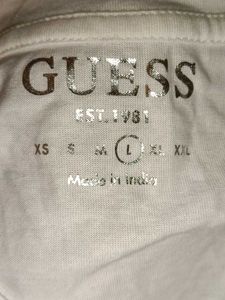 GUESS
EST.1981
XS S M L XL XXL
Made in India